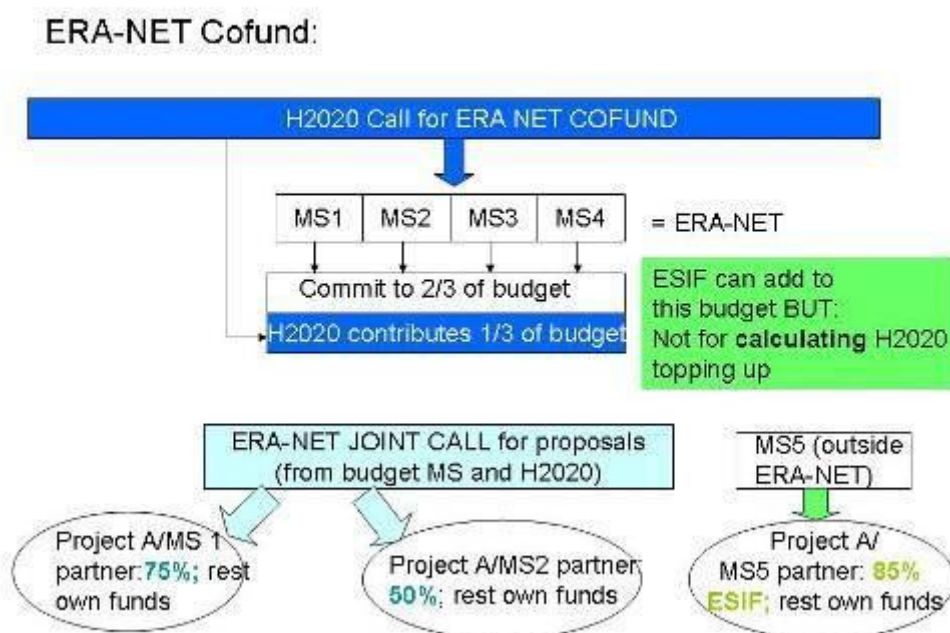 ERA-NET Cofund:
H2020 Call for ERA NET COFUND
MS1 MS2 MS3 MS4
= ERA-NET
Commit to 2/3 of budget
H2020 contributes 1/3 of budget
ESIF can add to
this budget BUT:
Not for calculating H2020
topping up
ERA-NET JOINT CALL for proposals
(from budget MS and H2020)
MS5 (outside
ERA-NET)
Project A/MS 1
partner:75%; rest
own funds
Project A/MS2 partner:
50%; rest own funds
Project A/
MS5 partner: 85%
ESIF; rest own funds